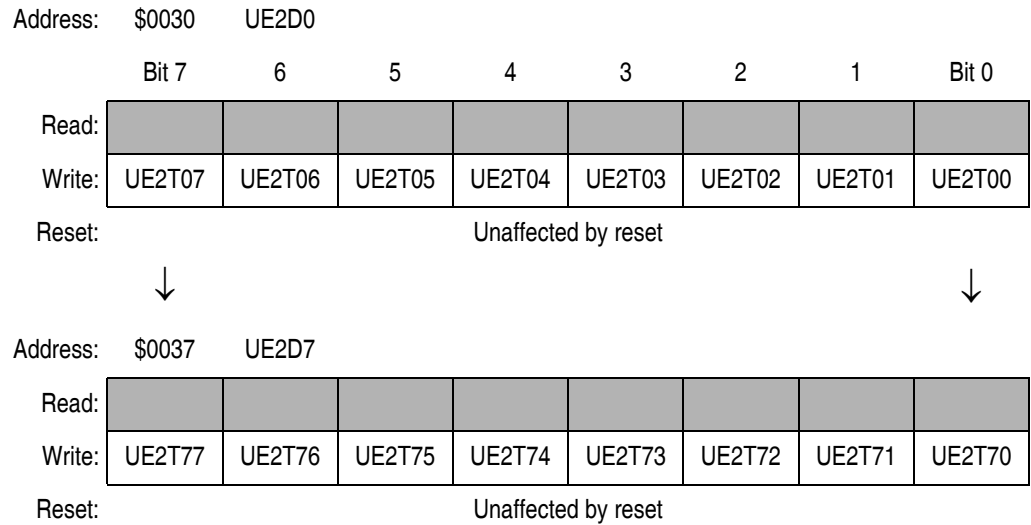 Address: $0030 UE2D0
Bit 7 6 5 4 3 2 1 Bit 0
Read:
Write: UE2T07 UE2T06 UE2T05 UE2T04 UE2T03 UE2T02 UE2T01 UE2T00
Reset: Unaffected by reset
↓ ↓
Address: $0037 UE2D7
Read:
Write: UE2T77 UE2T76 UE2T75 UE2T74 UE2T73 UE2T72 UE2T71 UE2T70
Reset: Unaffected by reset